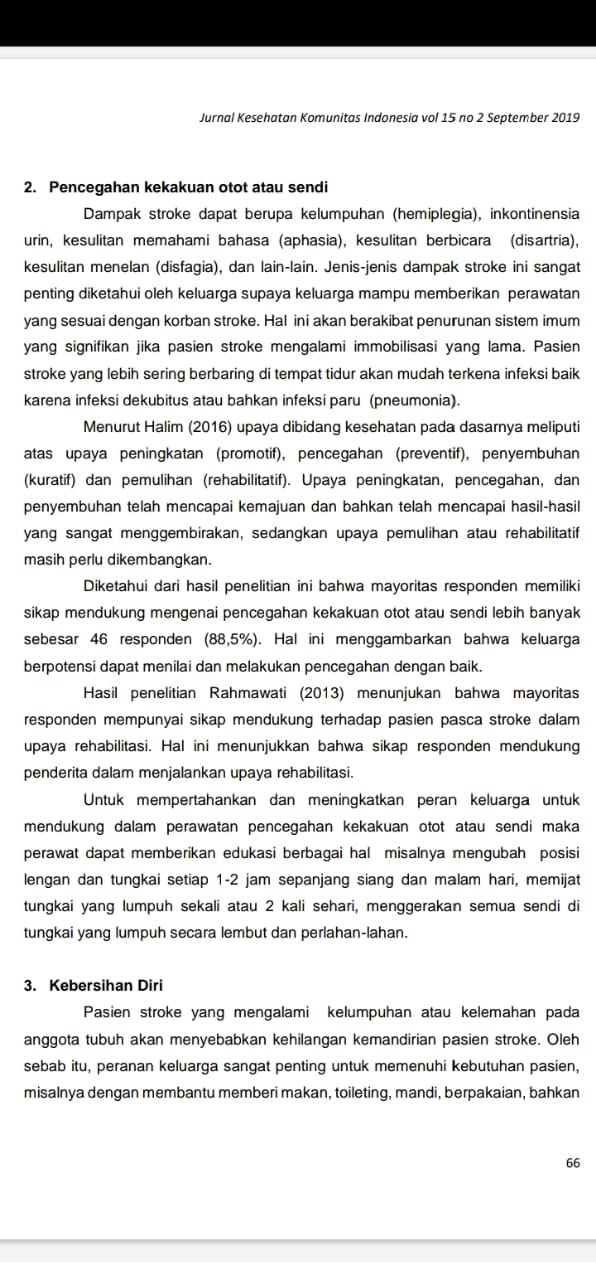 Jurnal Kesehatan Komunitas Indonesia vol 15 no 2 September 2019
2. Pencegahan kekakuan otot atau sendi
Dampak stroke dapat berupa kelumpuhan (hemiplegia), inkontinensia
urin, kesulitan memahami bahasa (aphasia), kesulitan berbicara (disartria),
kesulitan menelan (disfagia), dan lain-lain. Jenis-jenis dampak stroke ini sangat
penting diketahui oleh keluarga supaya keluarga mampu memberikan perawatan
yang sesuai dengan korban stroke. Hal ini akan berakibat penurunan sistem imum
yang signifikan jika pasien stroke mengalami immobilisasi yang lama. Pasien
stroke yang lebih sering berbaring di tempat tidur akan mudah terkena infeksi baik
karena infeksi dekubitus atau bahkan infeksi paru (pneumonia).
Menurut Halim (2016) upaya dibidang kesehatan pada dasarnya meliputi
atas upaya peningkatan (promotif), pencegahan (preventif), penyembuhan
(kuratif) dan pemulihan (rehabilitatif). Upaya peningkatan, pencegahan, dan
penyembuhan telah mencapai kemajuan dan bahkan telah mencapai hasil-hasil
yang sangat menggembirakan, sedangkan upaya pemulihan atau rehabilitatif
masih perlu dikembangkan.
Diketahui dari hasil penelitian ini bahwa mayoritas responden memiliki
sikap mendukung mengenai pencegahan kekakuan otot atau sendi lebih banyak
sebesar 46 responden (88,5%). Hal ini menggambarkan bahwa keluarga
berpotensi dapat menilai dan melakukan pencegahan dengan baik.
Hasil penelitian Rahmawati (2013) menunjukan bahwa mayoritas
responden mempunyai sikap mendukung terhadap pasien pasca stroke dalam
upaya rehabilitasi. Hal ini menunjukkan bahwa sikap responden mendukung
penderita dalam menjalankan upaya rehabilitasi.
Untuk mempertahankan dan meningkatkan peran keluarga untuk
mendukung dalam perawatan pencegahan kekakuan otot atau sendi maka
perawat dapat memberikan edukasi berbagai hal misalnya mengubah posisi
lengan dan tungkai setiap 1-2 jam sepanjang siang dan malam hari, memijat
tungkai yang lumpuh sekali atau 2 kali sehari, menggerakan semua sendi di
tungkai yang lumpuh secara lembut dan perlahan-lahan.
3. Kebersihan Diri
Pasien stroke yang mengalami kelumpuhan atau kelemahan pada
anggota tubuh akan menyebabkan kehilangan kemandirian pasien stroke. Oleh
sebab itu, peranan keluarga sangat penting untuk memenuhi kebutuhan pasien,
misalnya dengan membantu memberi makan, toileting, mandi, berpakaian, bahkan
66